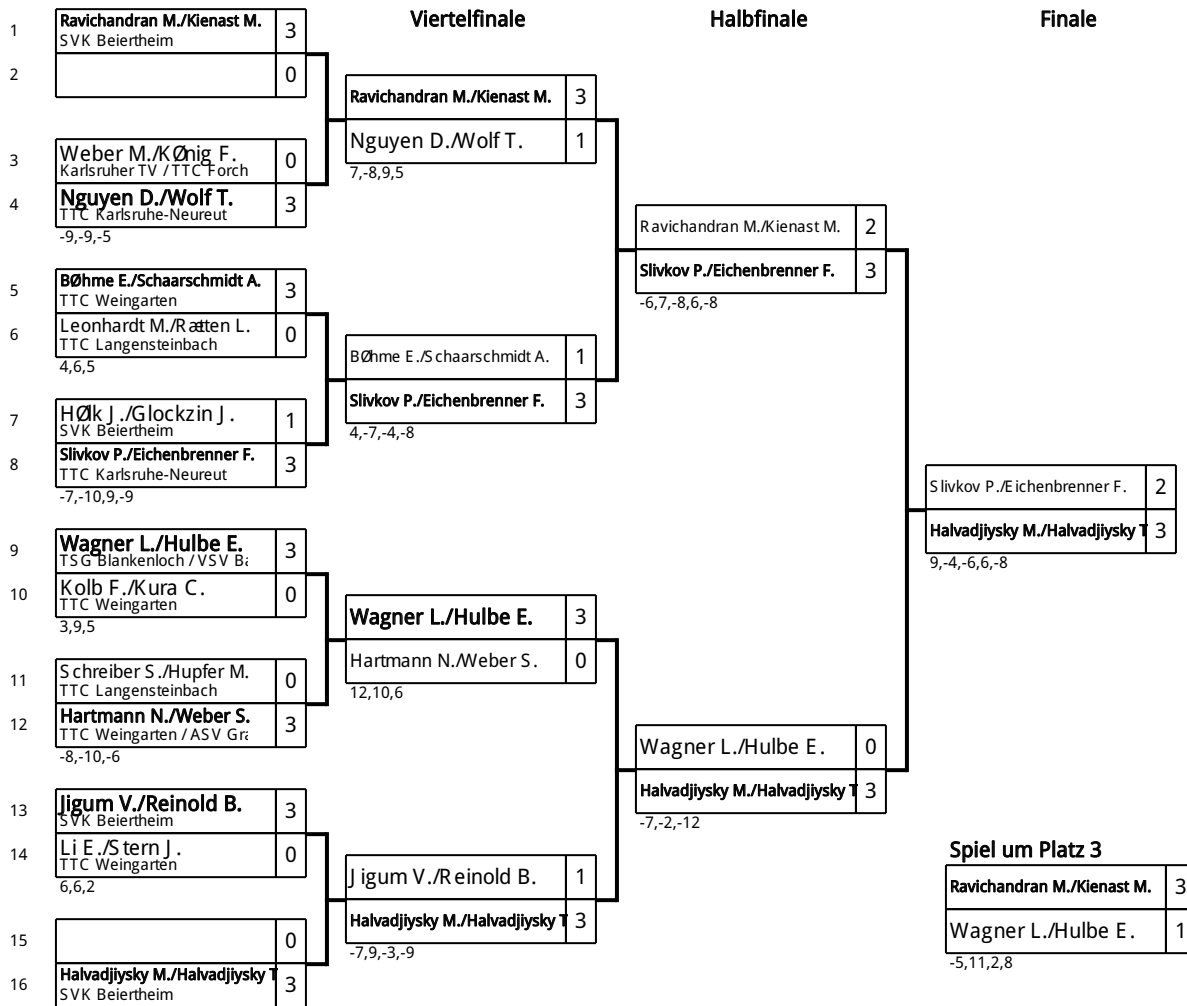 Viertelfinale
Halbfinale
Finale
1
Ravichandran M./Kienast M.
SVK Beiertheim
3
2
0
3
Weber M./KØnig F.
Karlsruher TV / TTC Forch
0
4
Nguyen D./Wolf T.
TTC Karlsruhe-Neureut
3
-9,-9,-5
5
BØhme E./Schaarschmidt A.
TTC Weingarten
3
6
Leonhardt M./Rætten L.
TTC Langensteinbach
0
4,6,5
7
HØlk J./Glockzin J.
SVK Beiertheim
1
8
Slivkov P./Eichenbrenner F.
TTC Karlsruhe-Neureut
3
-7,-10,9,-9
9
Wagner L./Hulbe E.
TSG Blankenloch / VSV Ba
3
10
Kolb F./Kura C.
TTC Weingarten
0
3,9,5
11
Schreiber S./Hupfer M.
TTC Langensteinbach
0
12
Hartmann N./Weber S.
TTC Weingarten / ASV Gra
3
-8,-10,-6
13
Jigum V./Reinold B.
SVK Beiertheim
3
14
Li E./Stern J.
TTC Weingarten
0
6,6,2
15
0
16
Halvadjiysky M./Halvadjiysky T
SVK Beiertheim
3
Ravichandran M./Kienast M.
3
Nguyen D./Wolf T.
1
7,-8,9,5
BØhme E./Schaarschmidt A.
1
Slivkov P./Eichenbrenner F.
3
4,-7,-4,-8
Wagner L./Hulbe E.
3
Hartmann N./Weber S.
0
12,10,6
Jigum V./Reinold B.
1
Halvadjiysky M./Halvadjiysky T
3
-7,9,-3,-9
Ravichandran M./Kienast M.
2
Slivkov P./Eichenbrenner F.
3
-6,7,-8,6,-8
Wagner L./Hulbe E.
0
Halvadjiysky M./Halvadjiysky T
3
-7,-2,-12
Slivkov P./Eichenbrenner F.
2
Halvadjiysky M./Halvadjiysky T
3
9,-4,-6,6,-8
Spiel um Platz 3
Ravichandran M./Kienast M.
3
Wagner L./Hulbe E.
1
-5,11,2,8